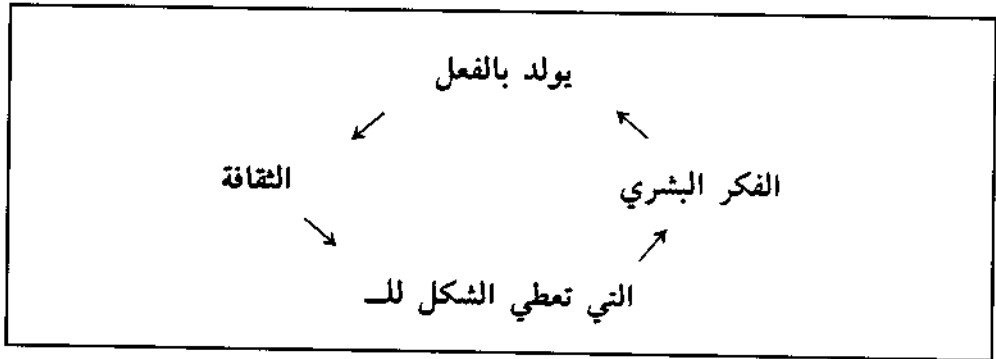 يولد بالفعل
الفكر البشري
الثقافة
التي تعطي الشكل للـ